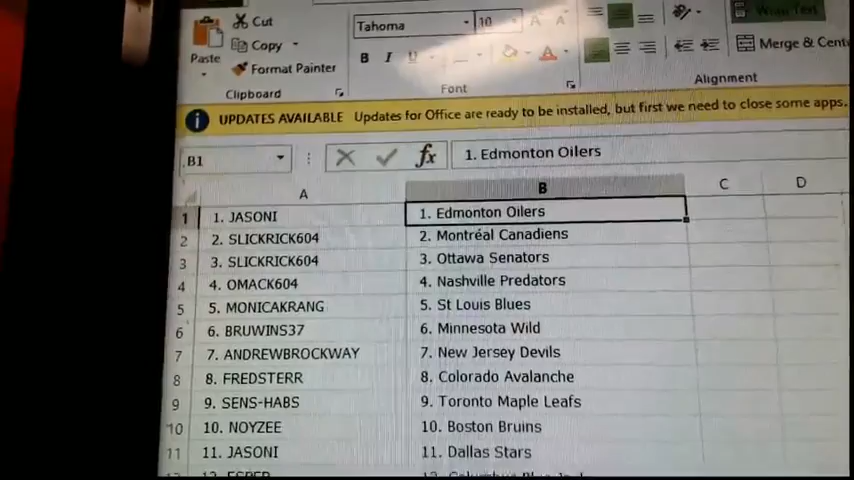 Cut
Copy
Paste
Format Painter
Clipboard
Tahoma
10
B I U
A
Font
Wrap Text
Merge & Cent
Alignment
UPDATES AVAILABLE Updates for Office are ready to be installed, but first we need to close some apps.
B1
fx
1. Edmonton Oilers
A B C D
1 1. JASONI 1. Edmonton Oilers
2 2. SLICKRICK604 2. Montréal Canadiens
3 3. SLICKRICK604 3. Ottawa Senators
4 4. OMACK604 4. Nashville Predators
5 5. MONICAKRANG 5. St Louis Blues
6 6. BRUWINS37 6. Minnesota Wild
7 7. ANDREWBROCKWAY 7. New Jersey Devils
8 8. FREDSTERR 8. Colorado Avalanche
9 9. SENS-HABS 9. Toronto Maple Leafs
10 10. NOYZEE 10. Boston Bruins
11 11. JASONI 11. Dallas Stars